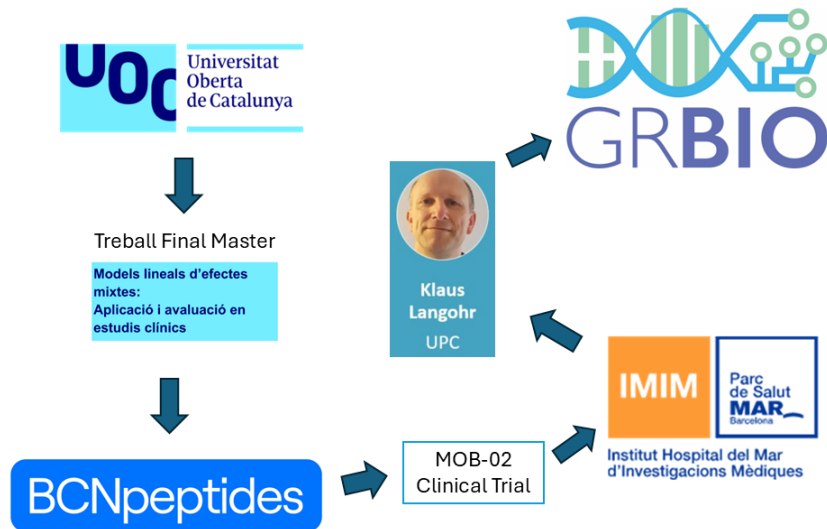 UOC
Universitat
Oberta
de Catalunya
Treball Final Master
Models lineals d'efectes
mixtes:
Aplicació i avaluació en
estudis clínics
BCNpeptides
MOB-02
Clinical Trial
IMIM
Parc
de Salut
MAR
Barcelona
Institut Hospital del Mar
d'Investigacions Mèdiques
Klaus
Langohr
UPC
GRBIO